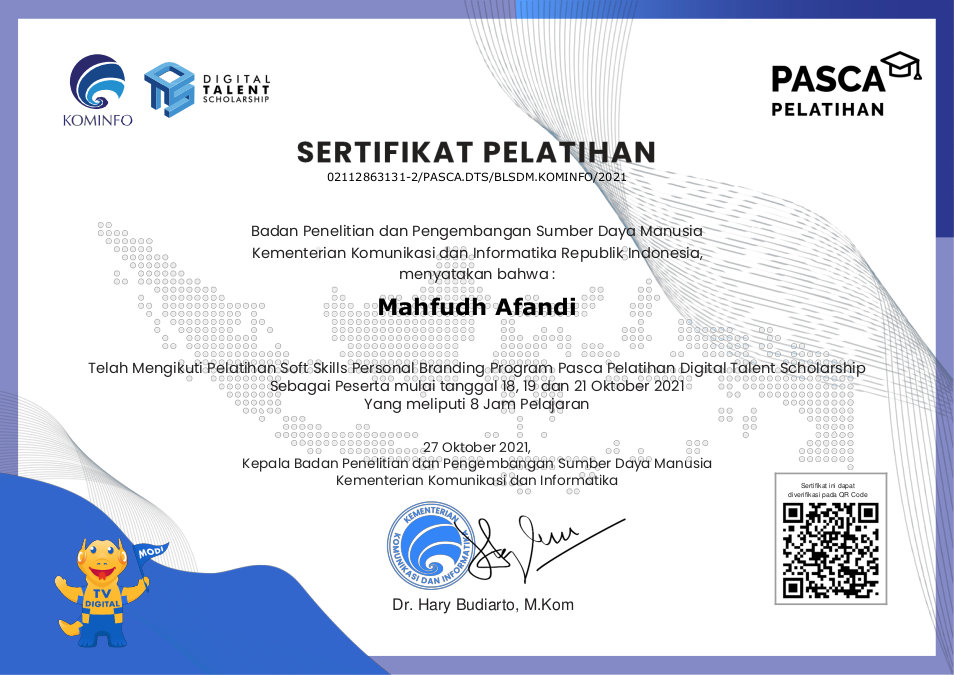 KOMINFO
DIGITAL
TALENT
SCHOLARSHIP
PASCA
PELATIHAN
SERTIFIKAT PELATIHAN
02112863131-2/PASCA.DTS/BLSDM.KOMINFO/2021
Badan Penelitian dan Pengembangan Sumber Daya Manusia
Kementerian Komunikasi dan Informatika Republik Indonesia,
menyatakan bahwa :
Mahfudh Afandi
Telah Mengikuti Pelatihan Soft Skills Personal Branding Program Pasca Pelatihan Digital Talent Scholarship
Sebagai Peserta mulai tanggal 18, 19 dan 21 Oktober 2021
Yang meliputi 8 Jam Pelajaran
27 Oktober 2021,
Kepala Badan Penelitian dan Pengembangan Sumber Daya Manusia
Kementerian Komunikasi dan Informatika
KEMENTERIAN
KOMUNIKASI DAN INFORMATIKA
Dr. Hary Budiarto, M.Kom
Sertifikat ini dapat
diverifikasi pada QR Code
MODI
TV
DIGITAL